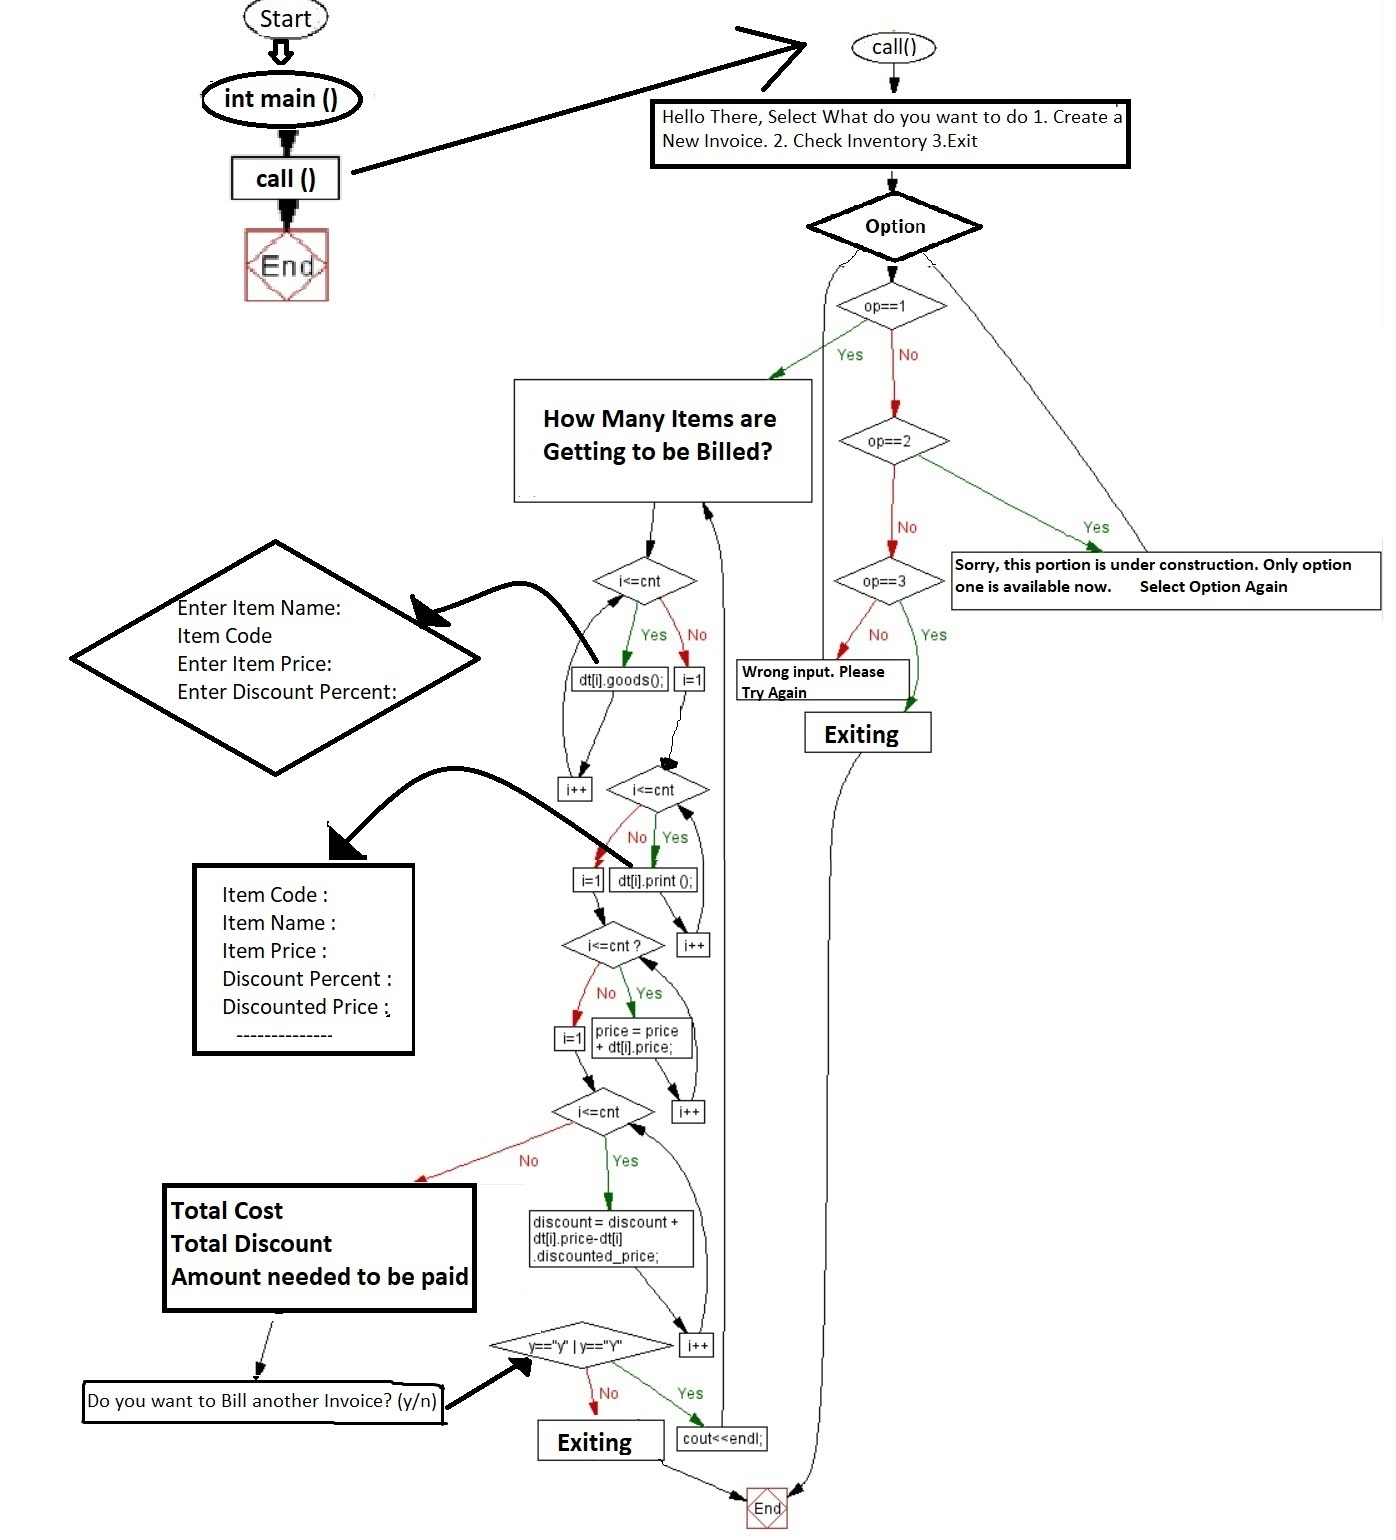 Start
int main ()
call ()
End
call()
Hello There, Select What do you want to do 1. Create a
New Invoice. 2. Check Inventory 3.Exit
Option
op==1
Yes
No
How Many Items are
Getting to be Billed?
op==2
No
Yes
Sorry, this portion is under construction. Only option
one is available now. Select Option Again
op==3
No
Yes
Wrong input. Please
Try Again
Exiting
i<=cnt
Yes
No
dt[i].goods();
i=1
Enter Item Name:
Item Code
Enter Item Price:
Enter Discount Percent:
i++
i<=cnt
No
Yes
i=1
dt[i].print ();
i++
Item Code :
Item Name :
Item Price :
Discount Percent :
Discounted Price :
--------------
i<=cnt ?
No
Yes
i=1
price = price
+ dt[i].price;
i++
i<=cnt
No
Yes
Total Cost
Total Discount
Amount needed to be paid
discount = discount +
dt[i].price-dt[i]
.discounted_price;
i++
Do you want to Bill another Invoice? (y/n)
y=="y" | y=="Y"
No
Yes
Exiting
cout<<endl;
End